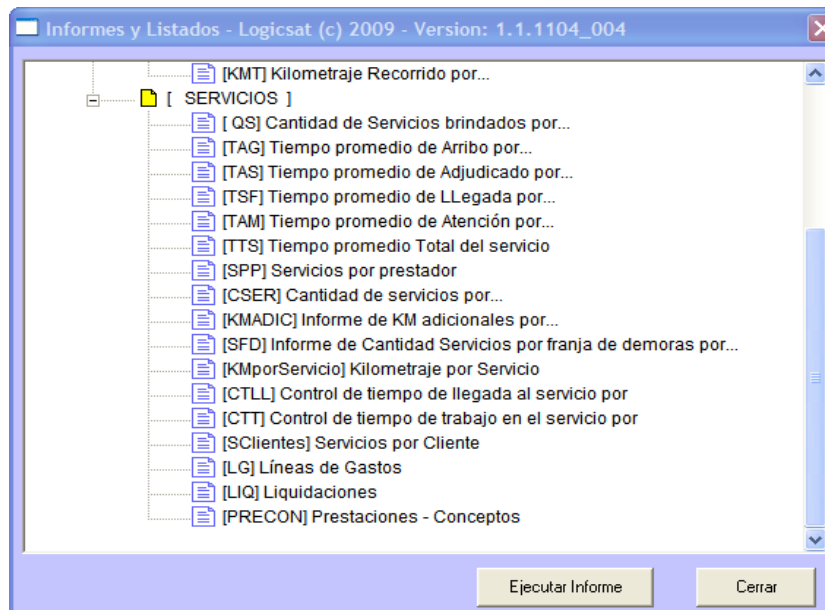 Informes y Listados - Logicsat (c) 2009 - Version: 1.1.1104_004
[KMT] Kilometraje Recorrido por...
[ SERVICIOS ]
[ QS] Cantidad de Servicios brindados por...
[TAG] Tiempo promedio de Arribo por...
[TAS] Tiempo promedio de Adjudicado por...
[TSF] Tiempo promedio de LLegada por...
[TAM] Tiempo promedio de Atención por...
[TTS] Tiempo promedio Total del servicio
[SPP] Servicios por prestador
[CSER] Cantidad de servicios por...
[KMADIC] Informe de KM adicionales por...
[SFD] Informe de Cantidad Servicios por franja de demoras por...
[KMporServicio] Kilometraje por Servicio
[CTLL] Control de tiempo de llegada al servicio por
[CTT] Control de tiempo de trabajo en el servicio por
[SClientes] Servicios por Cliente
[LG] Líneas de Gastos
[LIQ] Liquidaciones
[PRECON] Prestaciones - Conceptos
Ejecutar Informe Cerrar